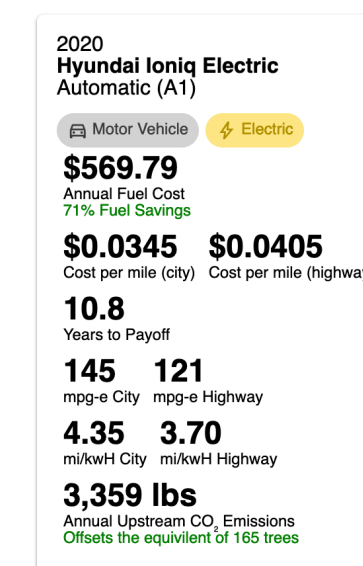 2020
Hyundai Ioniq Electric
Automatic (A1)
Motor Vehicle Electric
$569.79
Annual Fuel Cost
71% Fuel Savings
$0.0345 $0.0405
Cost per mile (city) Cost per mile (highwa
10.8
Years to Payoff
145 121
mpg-e City mpg-e Highway
4.35 3.70
mi/kwH City mi/kwH Highway
3,359 lbs
Annual Upstream CO₂ Emissions
Offsets the equivilent of 165 trees